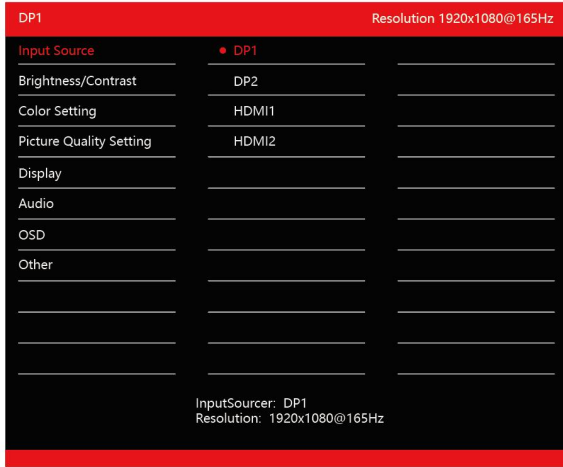 DP1 Resolution 1920x1080@165Hz
Input Source DP1
Brightness/Contrast DP2
Color Setting HDMI1
Picture Quality Setting HDMI2
Display
Audio
OSD
Other
InputSourcer: DP1
Resolution: 1920x1080@165Hz